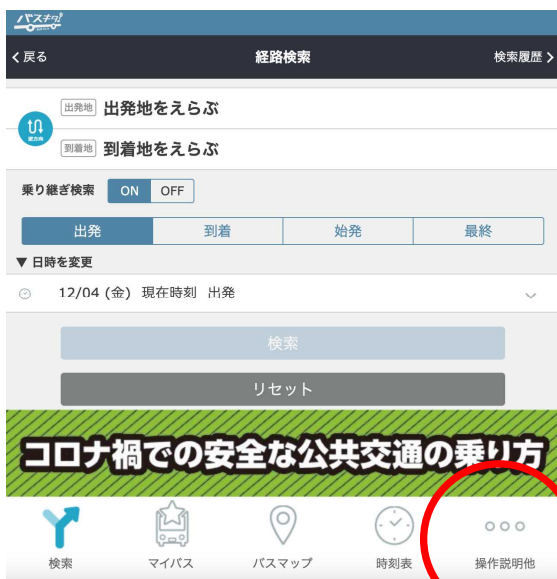 バスキタ!
戻る 経路検索 検索履歴
出発地 出発地をえらぶ
逆方向
到着地 到着地をえらぶ
乗り継ぎ検索 ON OFF
出発 到着 始発 最終
▼ 日時を変更
12/04 (金) 現在時刻 出発
検索
リセット
コロナ禍での安全な公共交通の乗り方
検索 マイバス バスマップ 時刻表 操作説明他